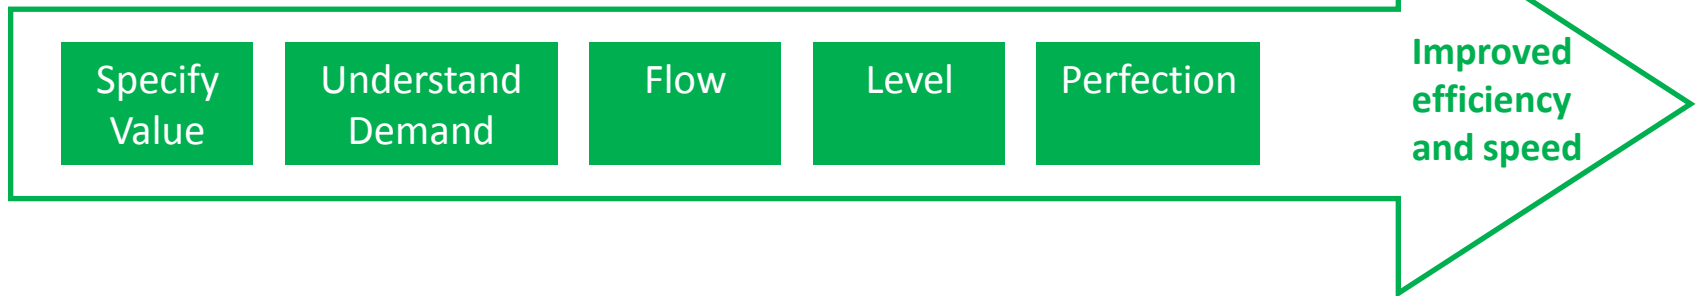 Specify
Value
Understand
Demand
Flow
Level
Perfection
Improved
efficiency
and speed